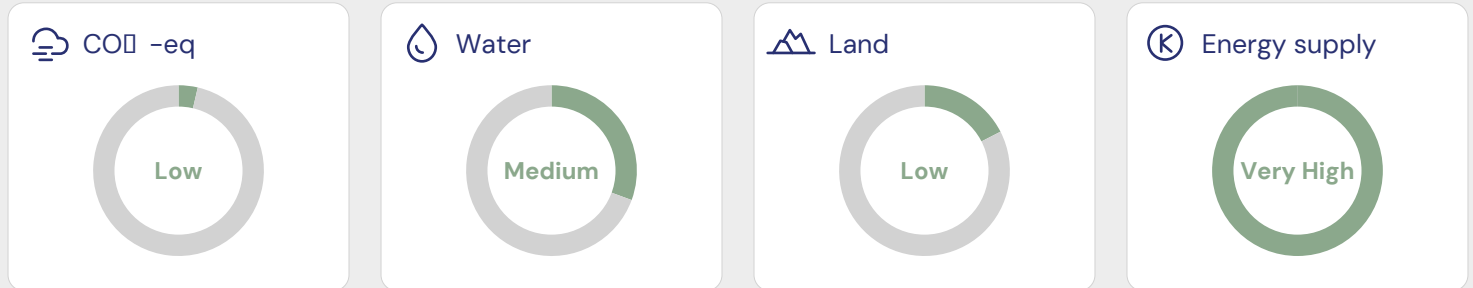 CO▯ -eq
Water
Land
Energy supply
Low
Medium
Low
Very High